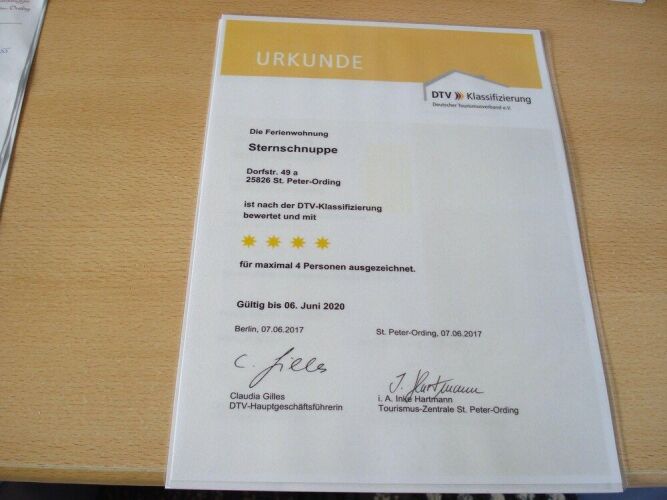 URKUNDE
DTV Klassifizierung
Deutscher Tourismusverband e.V.
Die Ferienwohnung
Sternschnuppe
Dorfstr. 49 a
25826 St. Peter-Ording
ist nach der DTV-Klassifizierung
bewertet und mit
für maximal 4 Personen ausgezeichnet.
Gültig bis 06. Juni 2020
Berlin, 07.06.2017
St. Peter-Ording, 07.06.2017
C. Gilles
I. Hartmann
Claudia Gilles
DTV-Hauptgeschäftsführerin
i. A. Inke Hartmann
Tourismus-Zentrale St. Peter-Ording